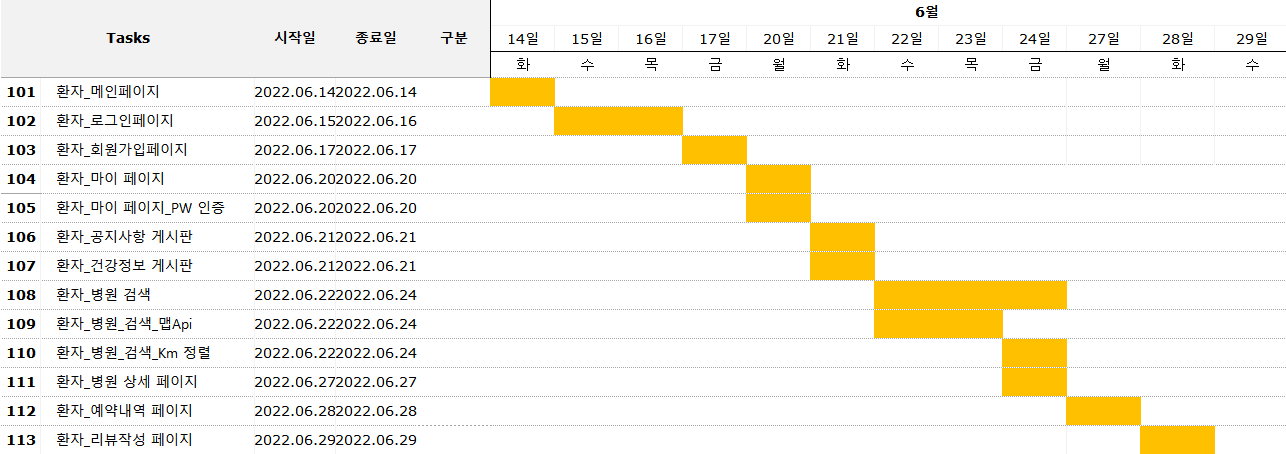 6월
Tasks 시작일 종료일 구분 14일 15일 16일 17일 20일 21일 22일 23일 24일 27일 28일 29일
화 수 목 금 월 화 수 목 금 월 화 수
101 환자_메인페이지 2022.06.14 2022.06.14
102 환자_로그인페이지 2022.06.15 2022.06.16
103 환자_회원가입페이지 2022.06.17 2022.06.17
104 환자_마이 페이지 2022.06.20 2022.06.20
105 환자_마이 페이지_PW 인증 2022.06.20 2022.06.20
106 환자_공지사항 게시판 2022.06.21 2022.06.21
107 환자_건강정보 게시판 2022.06.21 2022.06.21
108 환자_병원 검색 2022.06.22 2022.06.24
109 환자_병원_검색_맵Api 2022.06.22 2022.06.24
110 환자_병원_검색_Km 정렬 2022.06.22 2022.06.24
111 환자_병원 상세 페이지 2022.06.27 2022.06.27
112 환자_예약내역 페이지 2022.06.28 2022.06.28
113 환자_리뷰작성 페이지 2022.06.29 2022.06.29